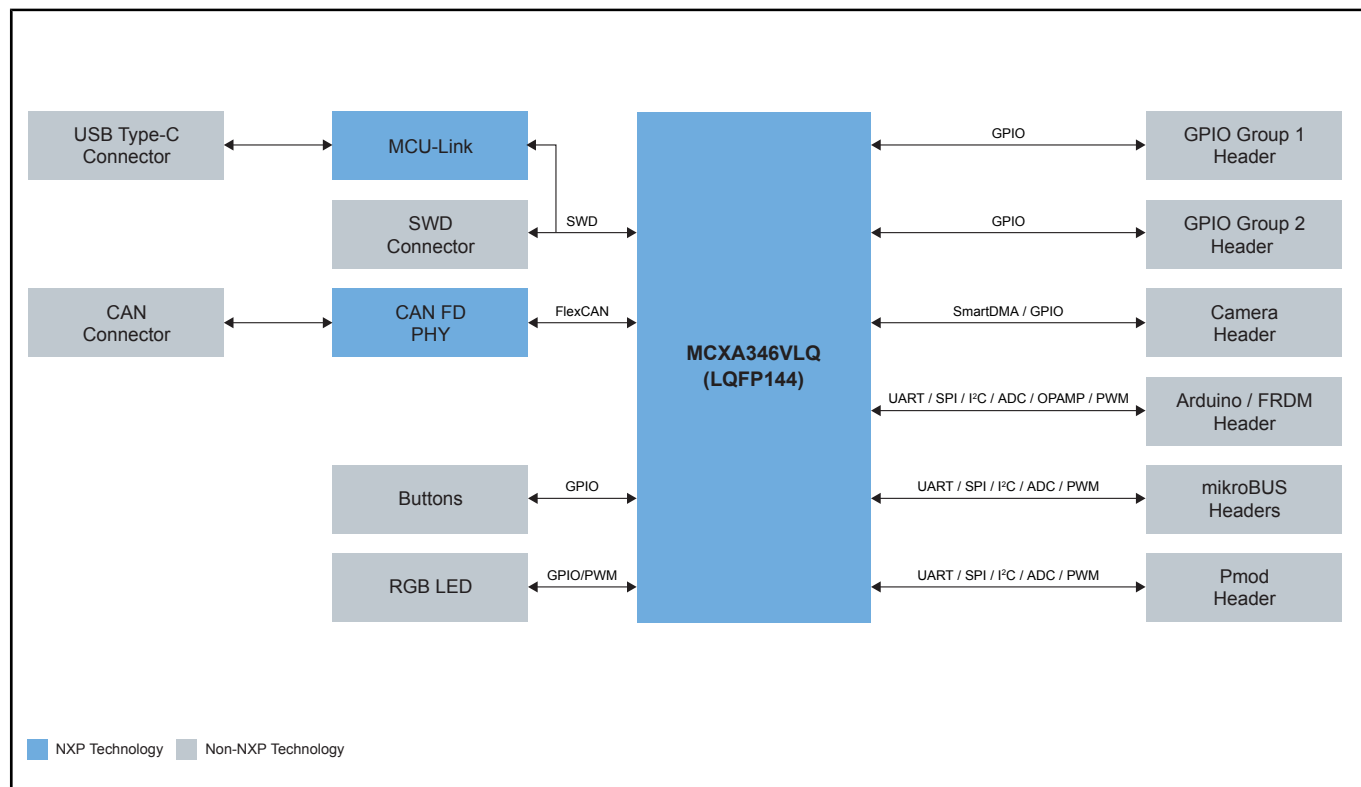 USB Type-C
Connector
MCU-Link
GPIO
GPIO Group 1
Header
SWD
Connector
SWD
GPIO
GPIO Group 2
Header
CAN
Connector
CAN FD
PHY
FlexCAN
MCXA346VLQ
(LQFP144)
SmartDMA / GPIO
Camera
Header
UART / SPI / I²C / ADC / OPAMP / PWM
Arduino / FRDM
Header
Buttons
GPIO
UART / SPI / I²C / ADC / PWM
mikroBUS
Headers
RGB LED
GPIO/PWM
UART / SPI / I²C / ADC / PWM
Pmod
Header
NXP Technology
Non-NXP Technology